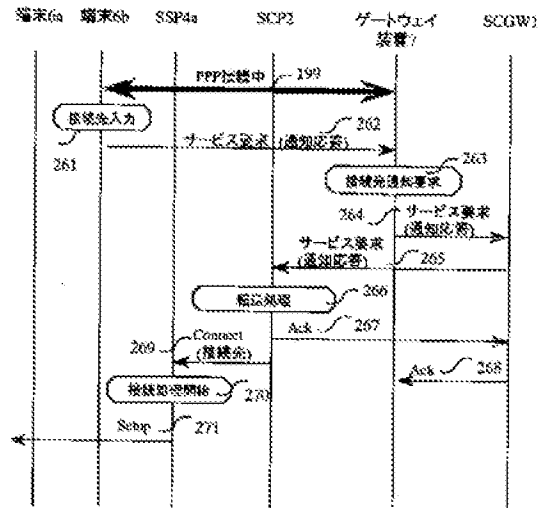 端末6a 端末6b SSP4a SCP2 ゲートウェイ装置7 SCGW1
PPP接続中 199
接続先入力
261
サービス要求 (通知応答) 262
接続先通知要求 263
264 サービス要求
(通知応答)
サービス要求
(通知応答) 265
転送処理 266
Ack 267
269 Connect
(接続先)
Ack 268
接続処理開始 270
Setup 271